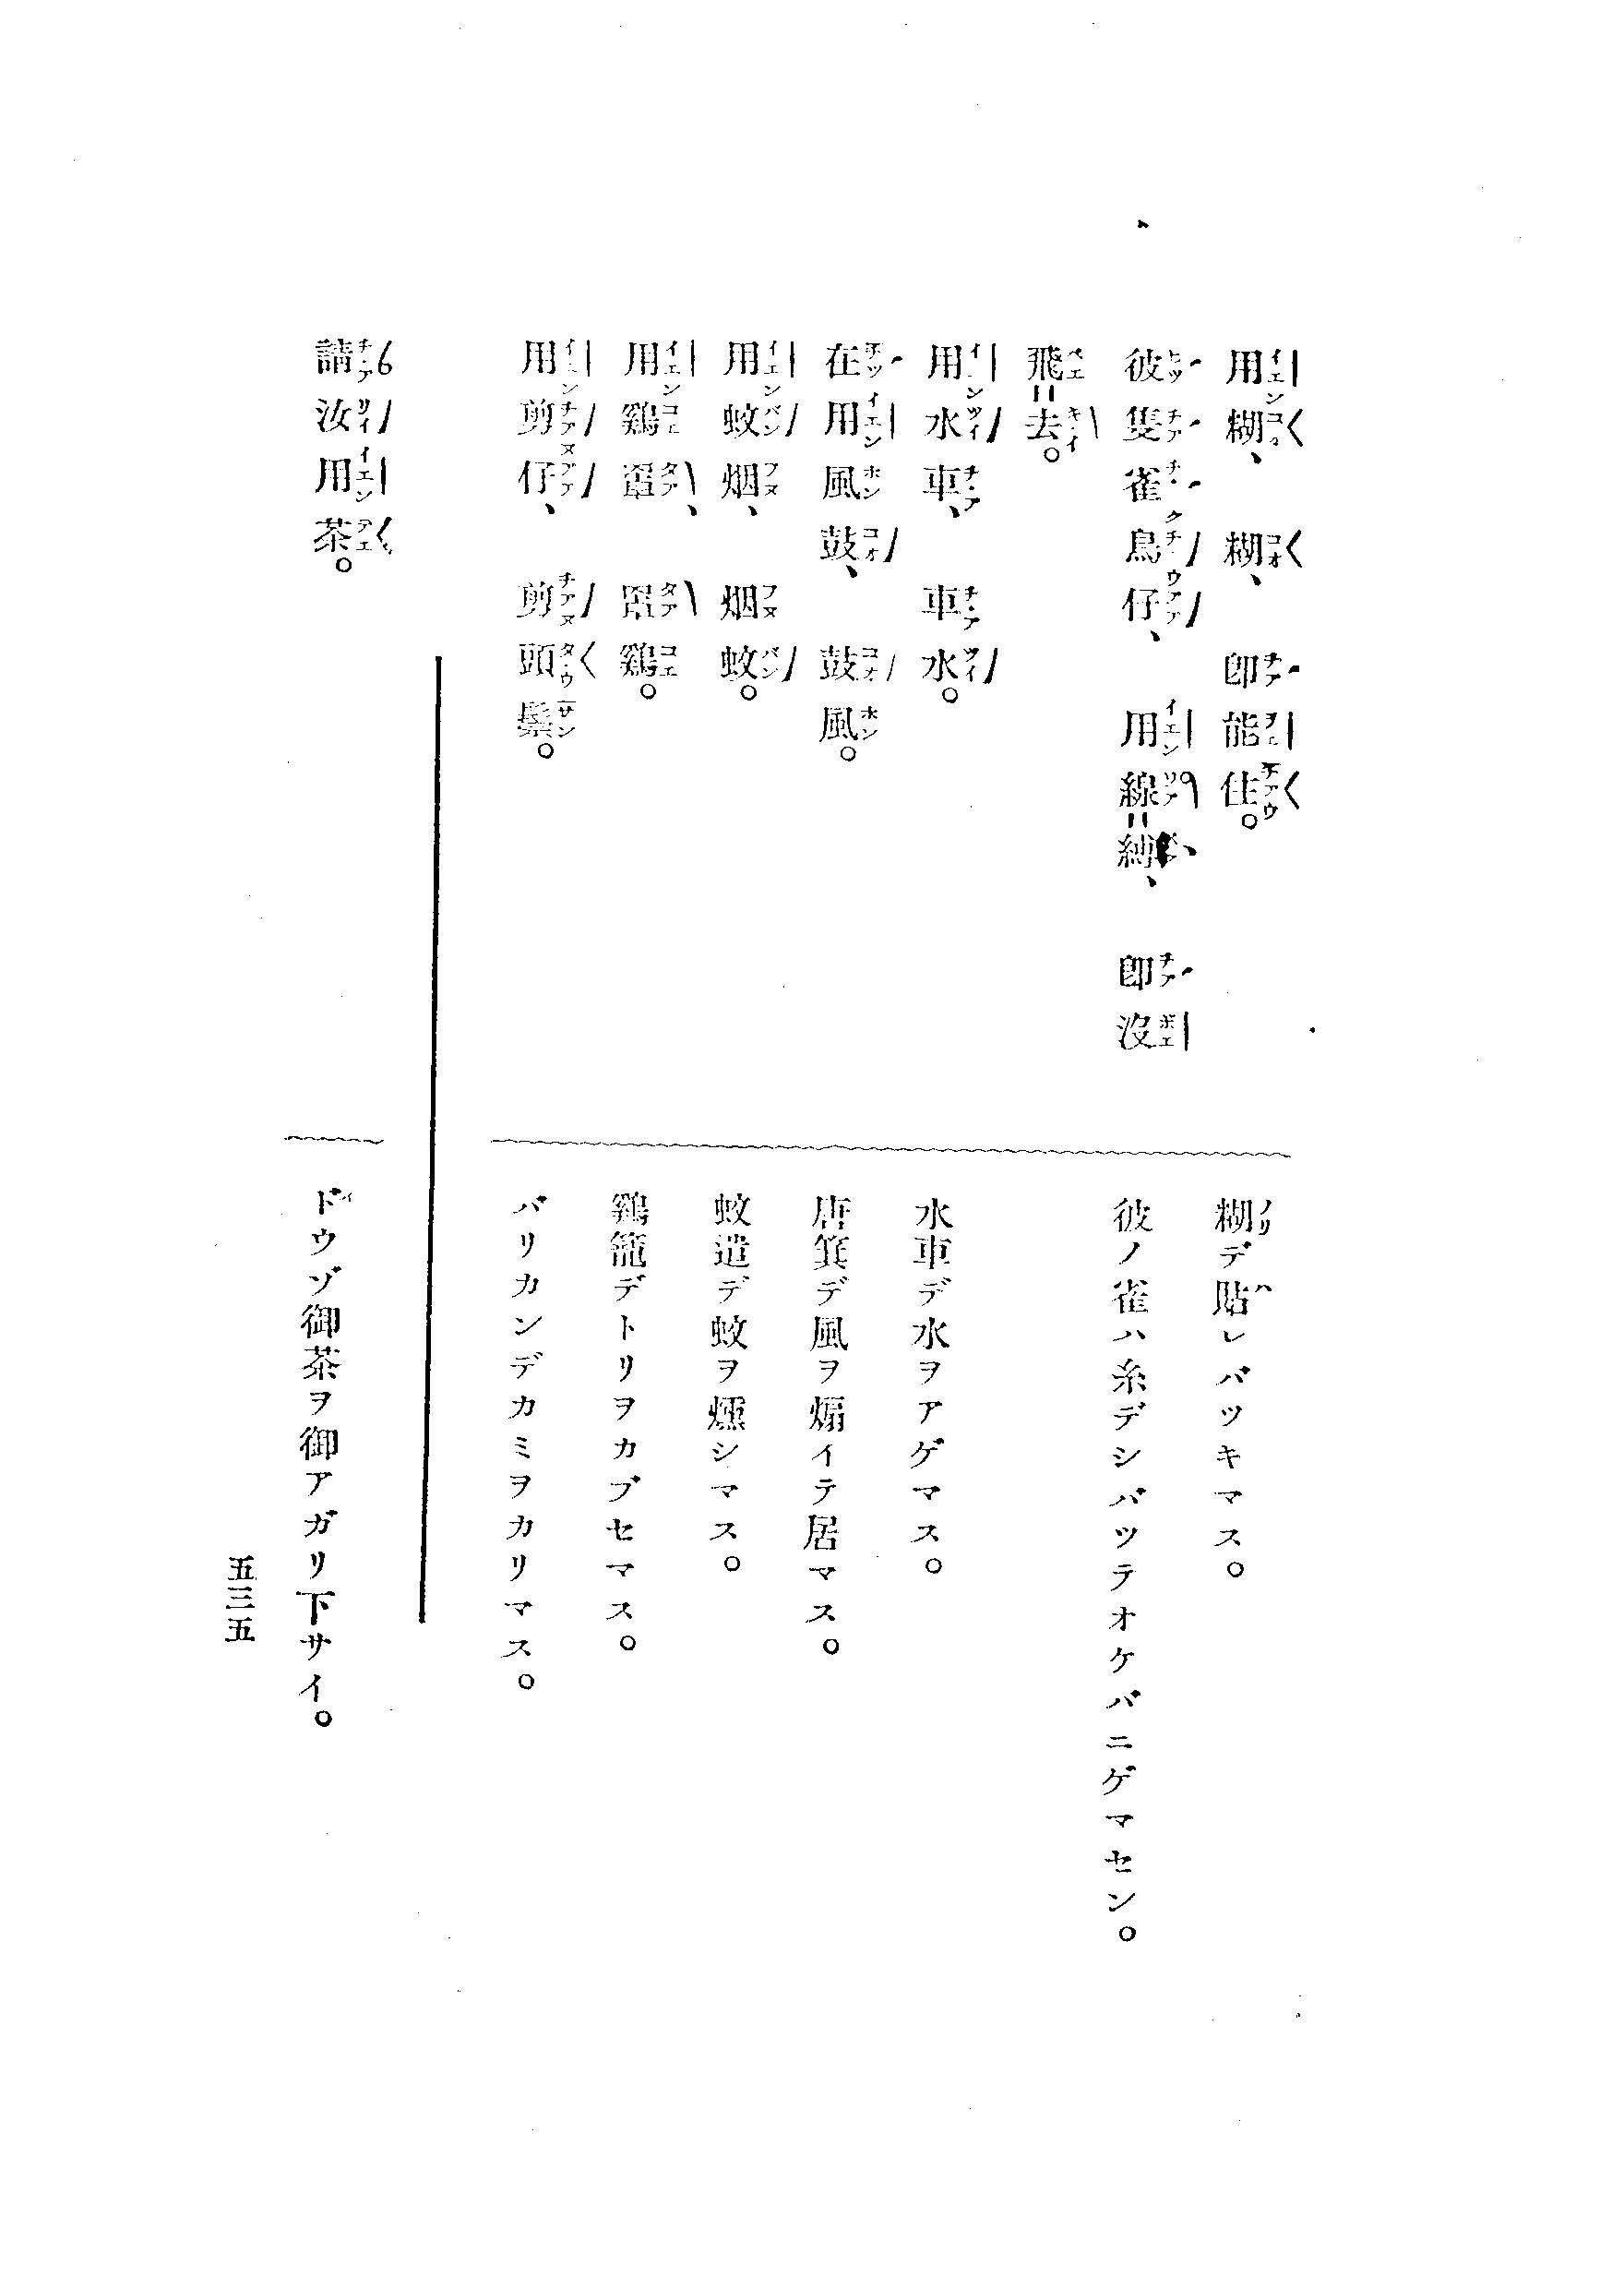 用糊、糊、卽能住。
糊デ貼レバツキマス。
彼隻雀鳥仔、用線=縛、卽沒
飛=去。
彼ノ雀ハ糸デシバツテオケバニゲマセン。
用水車、車水。
水車デ水ヲアゲマス。
在用風鼓、鼓風。
唐箕デ風ヲ煽イテ居マス。
用蚊烟、烟蚊。
蚊遣デ蚊ヲ燻シマス。
用鷄罩、罩鷄。
鷄籠デトリヲカブセマス。
用剪仔、剪頭鬃。
バリカンデカミヲカリマス。
請汝用茶。
ドウゾ御茶ヲ御アガリ下サイ。
五三五